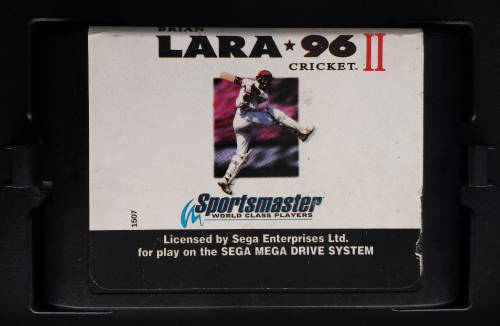 BRIAN
LARA★96 II
CRICKET™
Sportsmaster
WORLD CLASS PLAYERS
1507
Licensed by Sega Enterprises Ltd.
for play on the SEGA MEGA DRIVE SYSTEM